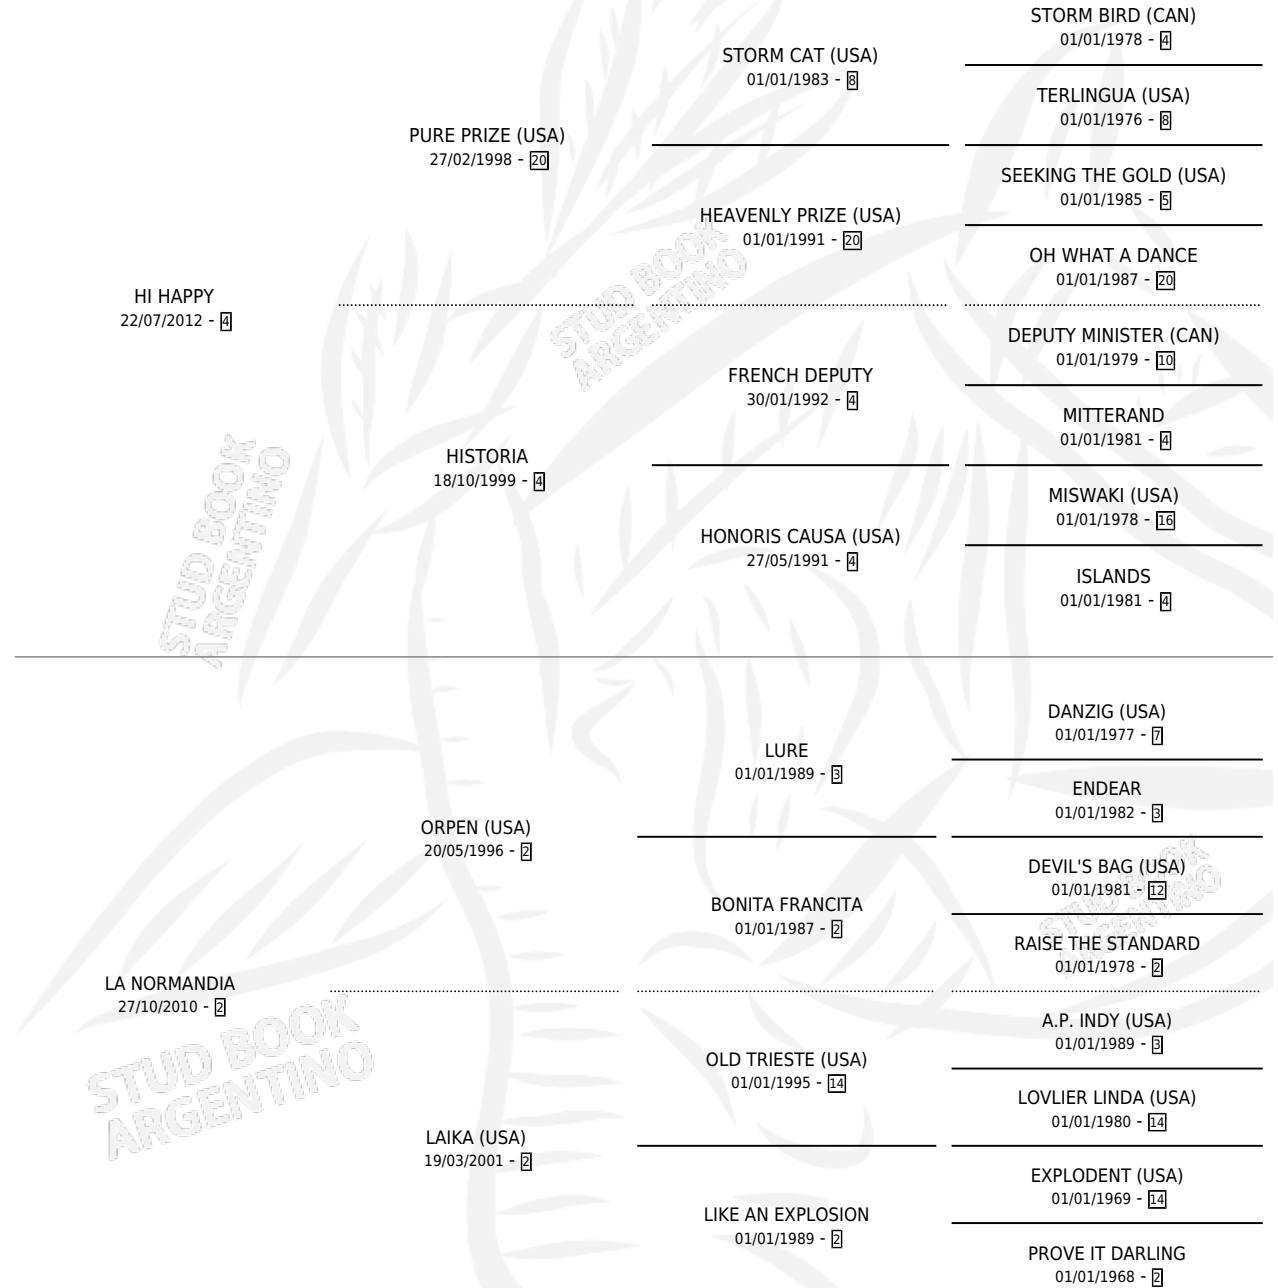 STORM BIRD (CAN)
01/01/1978 - 4
STORM CAT (USA)
01/01/1983 - 8
TERLINGUA (USA)
01/01/1976 - 8
PURE PRIZE (USA)
27/02/1998 - 20
SEEKING THE GOLD (USA)
01/01/1985 - 5
HEAVENLY PRIZE (USA)
01/01/1991 - 20
OH WHAT A DANCE
01/01/1987 - 20
HI HAPPY
22/07/2012 - 4
DEPUTY MINISTER (CAN)
01/01/1979 - 10
FRENCH DEPUTY
30/01/1992 - 4
MITTERAND
01/01/1981 - 4
HISTORIA
18/10/1999 - 4
MISWAKI (USA)
01/01/1978 - 16
HONORIS CAUSA (USA)
27/05/1991 - 4
ISLANDS
01/01/1981 - 4
STUD BOOK
ARGENTINO
STUD BOOK
ARGENTINO
DANZIG (USA)
01/01/1977 - 7
LURE
01/01/1989 - 3
ENDEAR
01/01/1982 - 3
ORPEN (USA)
20/05/1996 - 2
DEVIL'S BAG (USA)
01/01/1981 - 12
BONITA FRANCITA
01/01/1987 - 2
RAISE THE STANDARD
01/01/1978 - 2
LA NORMANDIA
27/10/2010 - 2
A.P. INDY (USA)
01/01/1989 - 3
OLD TRIESTE (USA)
01/01/1995 - 14
LOVLIER LINDA (USA)
01/01/1980 - 14
LAIKA (USA)
19/03/2001 - 2
EXPLODENT (USA)
01/01/1969 - 14
LIKE AN EXPLOSION
01/01/1989 - 2
PROVE IT DARLING
01/01/1968 - 2
STUD BOOK
ARGENTINO
STUD BOOK
ARGENTINO